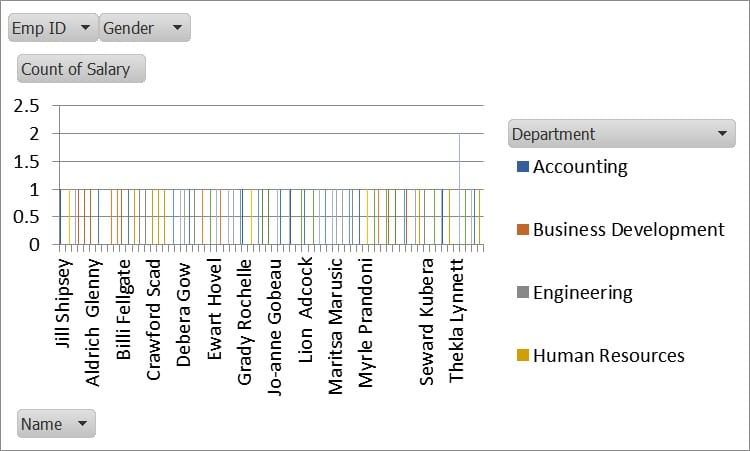 Emp ID
Gender
Count of Salary
2.5
2
1.5
1
0.5
0
Jill Shipsey
Aldrich Glenny
Billi Fellgate
Crawford Scad
Debera Gow
Ewart Hovel
Grady Rochelle
Jo-anne Gobeau
Lion Adcock
Maritsa Marusic
Myrle Prandoni
Seward Kubera
Thekla Lynnett
Department
Accounting
Business Development
Engineering
Human Resources
Name